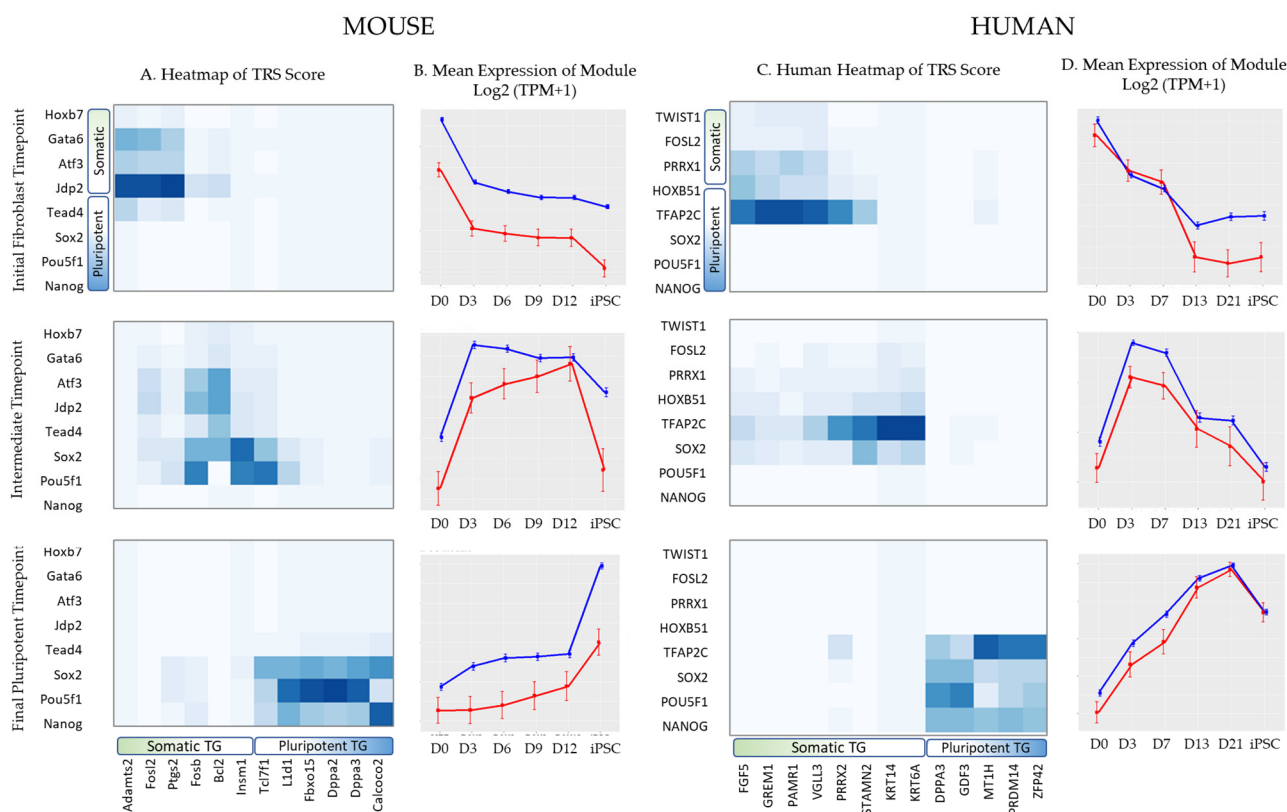 MOUSE
HUMAN
A. Heatmap of TRS Score
B. Mean Expression of Module
Log2 (TPM+1)
C. Human Heatmap of TRS Score
D. Mean Expression of Module
Log2 (TPM+1)
Initial Fibroblast Timepoint
Hoxb7
Gata6
Atf3
Jdp2
Tead4
Sox2
Pou5f1
Nanog
Somatic
Pluripotent
D0 D3 D6 D9 D12 iPSC
TWIST1
FOSL2
PRRX1
HOXB51
TFAP2C
SOX2
POU5F1
NANOG
Somatic
Pluripotent
D0 D3 D7 D13 D21 iPSC
Intermediate Timepoint
Hoxb7
Gata6
Atf3
Jdp2
Tead4
Sox2
Pou5f1
Nanog
D0 D3 D6 D9 D12 iPSC
TWIST1
FOSL2
PRRX1
HOXB51
TFAP2C
SOX2
POU5F1
NANOG
D0 D3 D7 D13 D21 iPSC
Final Pluripotent Timepoint
Hoxb7
Gata6
Atf3
Jdp2
Tead4
Sox2
Pou5f1
Nanog
D0 D3 D6 D9 D12 iPSC
TWIST1
FOSL2
PRRX1
HOXB51
TFAP2C
SOX2
POU5F1
NANOG
D0 D3 D7 D13 D21 iPSC
Somatic TG
Pluripotent TG
Adamts2
Fosl2
Ptgs2
Fosb
Bcl2
Insm1
Tcl7f1
L1d1
Fbxo15
Dppa2
Dppa3
Calcoco2
Somatic TG
Pluripotent TG
FGF5
GREM1
PAMR1
VGLL3
PRRX2
STAMN2
KRT14
KRT6A
DPPA3
GDF3
MT1H
PRDM14
ZFP42